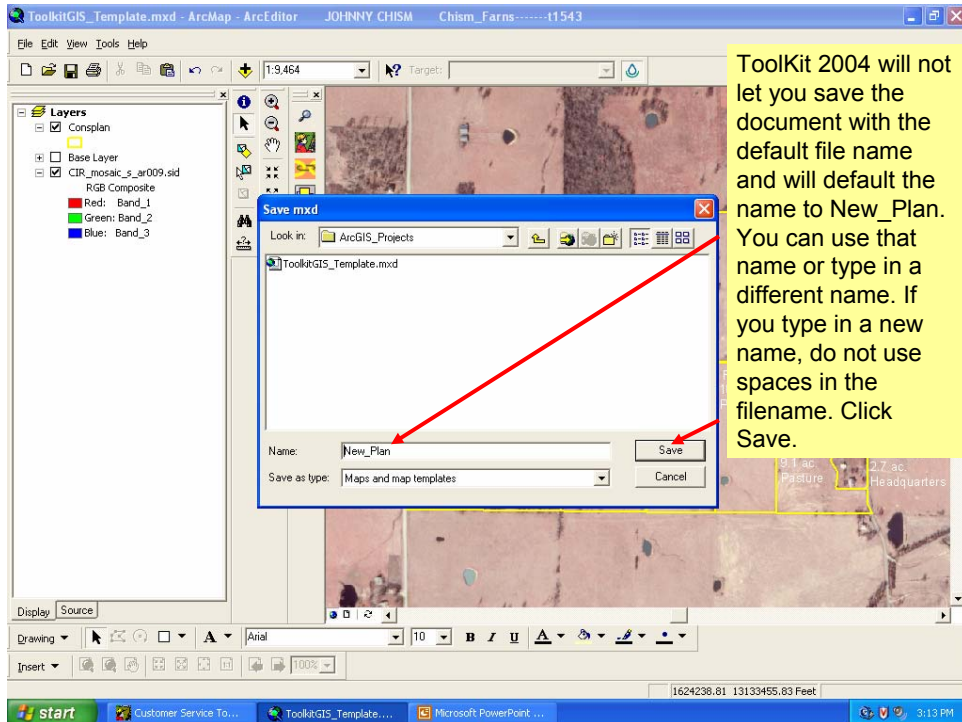 ToolkitGIS_Template.mxd - ArcMap - ArcEditor JOHNNY CHISM Chism_Farns-------t1543
File Edit View Tools Help
1:9,464 Target:
ToolKit 2004 will not
let you save the
document with the
default file name
and will default the
name to New_Plan.
You can use that
name or type in a
different name. If
you type in a new
name, do not use
spaces in the
filename. Click
Save.
Layers
Consplan
Base Layer
CIR_mosaic_s_ar009.sid
RGB Composite
Red: Band_1
Green: Band_2
Blue: Band_3
Save mxd
Look in: ArcGIS_Projects
ToolkitGIS_Template.mxd
Name: New_Plan Save
Save as type: Maps and map templates Cancel
9.1 ac.
Pasture
2.7 ac.
Headquarters
Display Source
Drawing A Arial 10 B I U A
Insert 100%
1624238.81 13133455.83 Feet
start Customer Service To... ToolkitGIS_Template.... Microsoft PowerPoint ... 3:13 PM